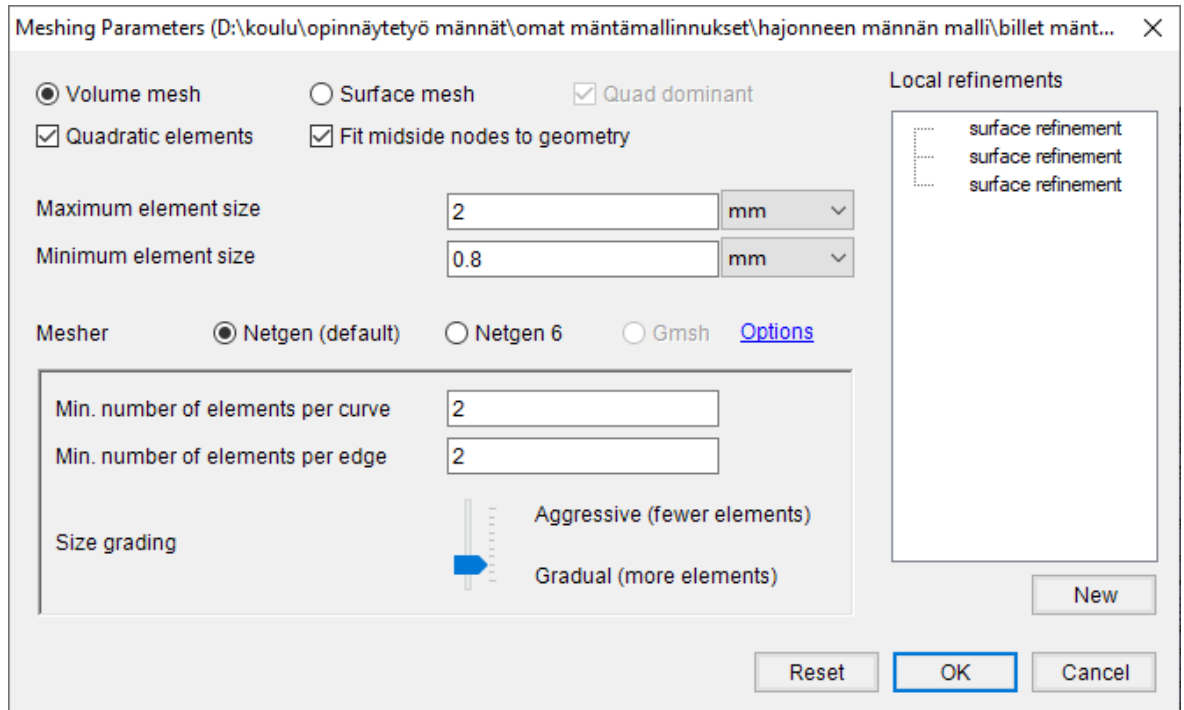 Meshing Parameters (D:\koulu\opinnäytetyö männät\omat mäntämallinnukset\hajonneen männän malli\billet mänt...
Volume mesh Surface mesh Quad dominant
Quadratic elements Fit midside nodes to geometry
Maximum element size 2 mm
Minimum element size 0.8 mm
Mesher Netgen (default) Netgen 6 Gmsh Options
Min. number of elements per curve 2
Min. number of elements per edge 2
Size grading
Aggressive (fewer elements)
Gradual (more elements)
Local refinements
surface refinement
surface refinement
surface refinement
New
Reset OK Cancel